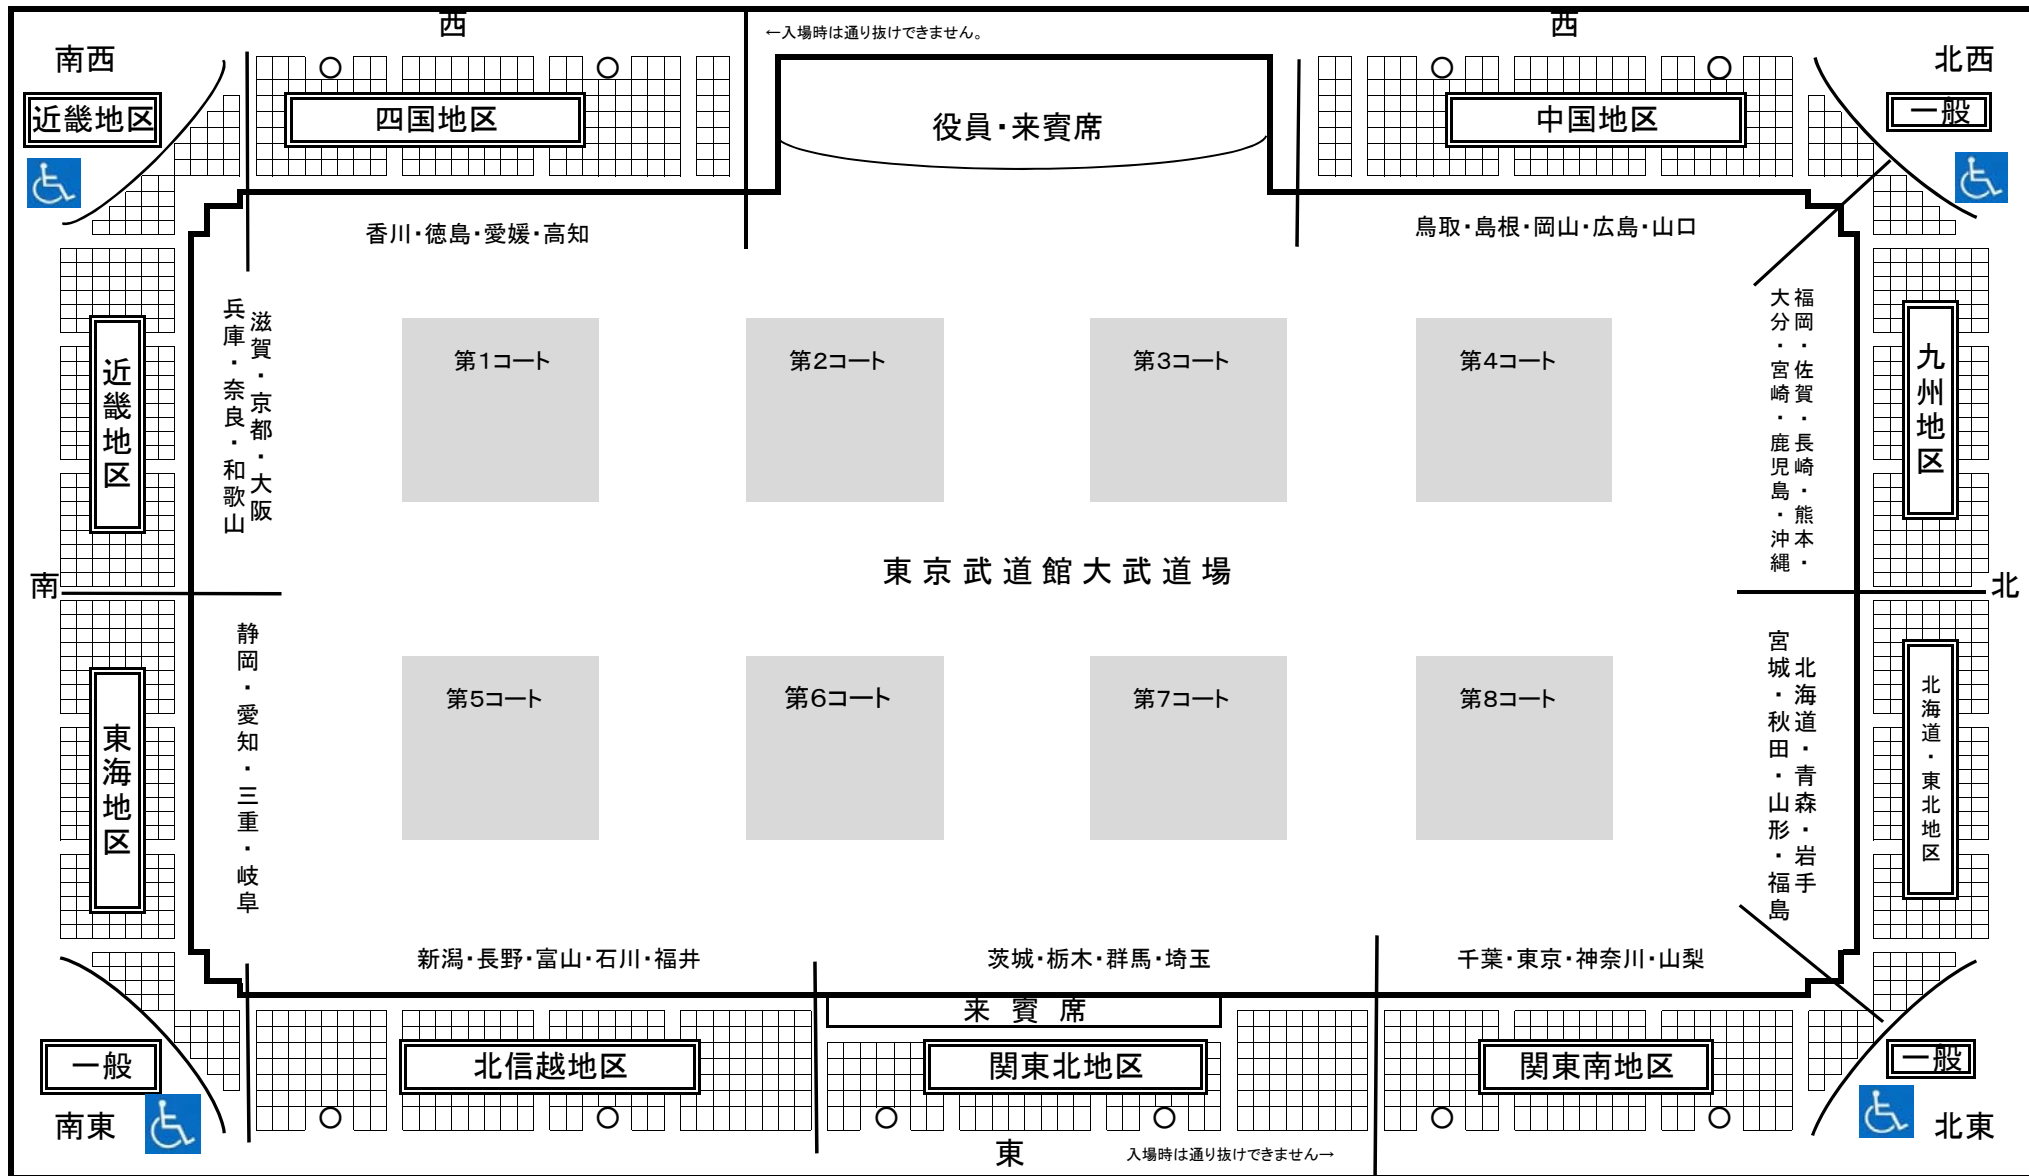 西
←入場時は通り抜けできません。
西
南西
北西
近畿地区
四国地区
役員・来賓席
中国地区
一般
香川・徳島・愛媛・高知
鳥取・島根・岡山・広島・山口
滋賀・京都・大阪
兵庫・奈良・和歌山
近畿地区
第1コート
第2コート
第3コート
第4コート
福岡・佐賀・長崎・熊本・
大分・宮崎・鹿児島・沖縄
九州地区
東京武道館大武道場
南
北
静岡・愛知・三重・岐阜
東海地区
第5コート
第6コート
第7コート
第8コート
北海道・青森・岩手
宮城・秋田・山形・福島
北海道・東北地区
新潟・長野・富山・石川・福井
茨城・栃木・群馬・埼玉
千葉・東京・神奈川・山梨
来賓席
一般
北信越地区
関東北地区
関東南地区
一般
南東
北東
東
入場時は通り抜けできません→